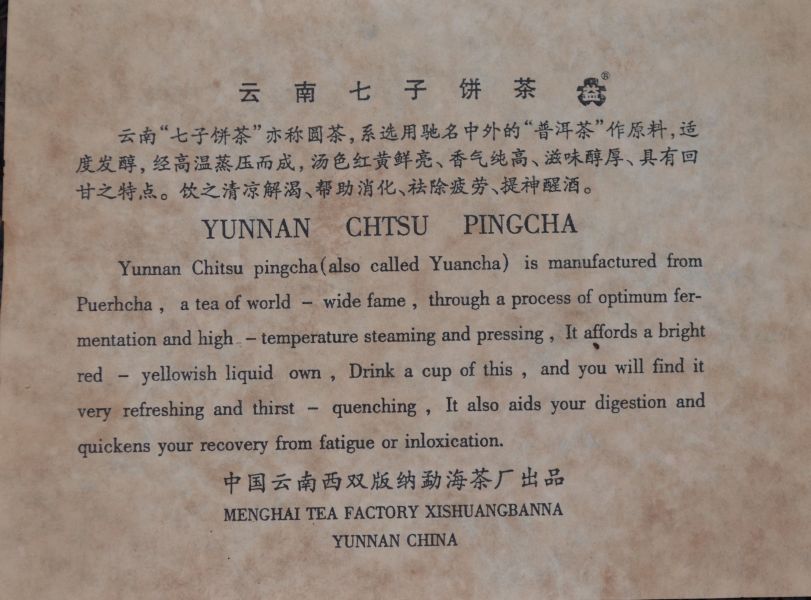 云南七子饼茶 益®
云南“七子饼茶”亦称圆茶，系选用驰名中外的“普洱茶”作原料，适
度发酵，经高温蒸压而成，汤色红黄鲜亮、香气纯高、滋味醇厚、具有回
甘之特点。饮之清凉解渴、帮助消化、祛除疲劳、提神醒酒。
YUNNAN CHTSU PINGCHA
Yunnan Chitsu pingcha(also called Yuancha) is manufactured from
Puerhcha , a tea of world – wide fame , through a process of optimum fer-
mentation and high – temperature steaming and pressing , It affords a bright
red – yellowish liquid own , Drink a cup of this , and you will find it
very refreshing and thirst – quenching , It also aids your digestion and
quickens your recovery from fatigue or inloxication.
中国云南西双版纳勐海茶厂出品
MENGHAI TEA FACTORY XISHUANGBANNA
YUNNAN CHINA